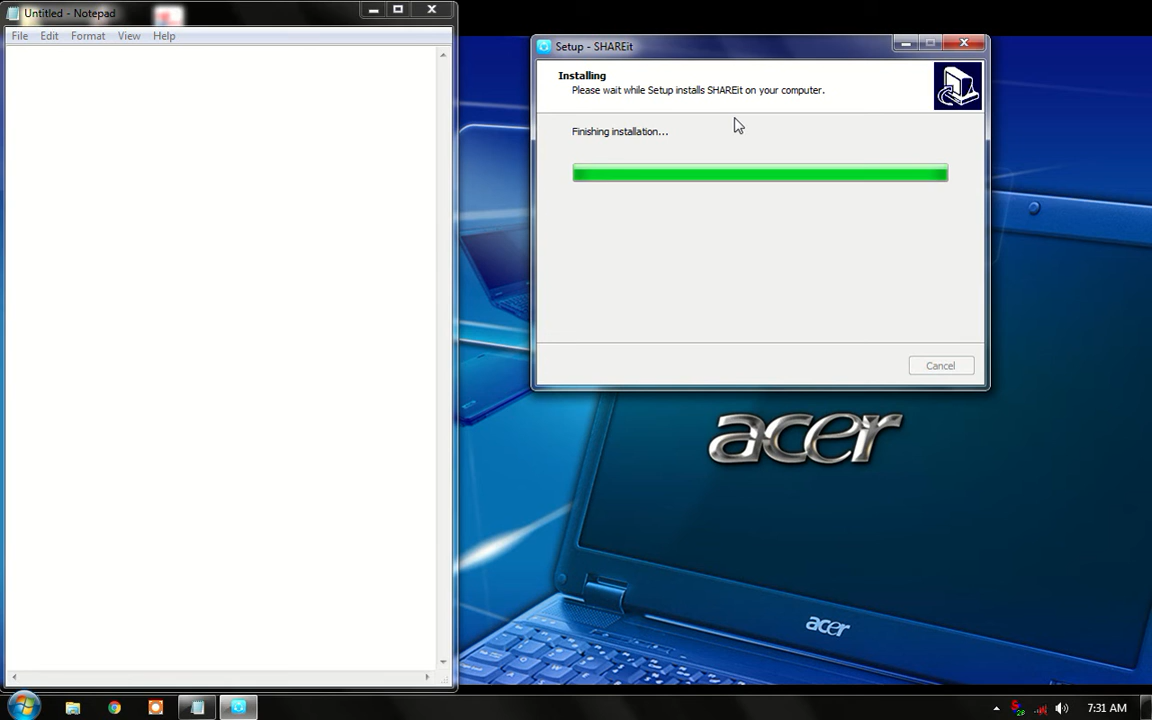 Untitled - Notepad
File Edit Format View Help
Setup - SHAREit
Installing
Please wait while Setup installs SHAREit on your computer.
Finishing installation...
Cancel
acer
acer
7:31 AM